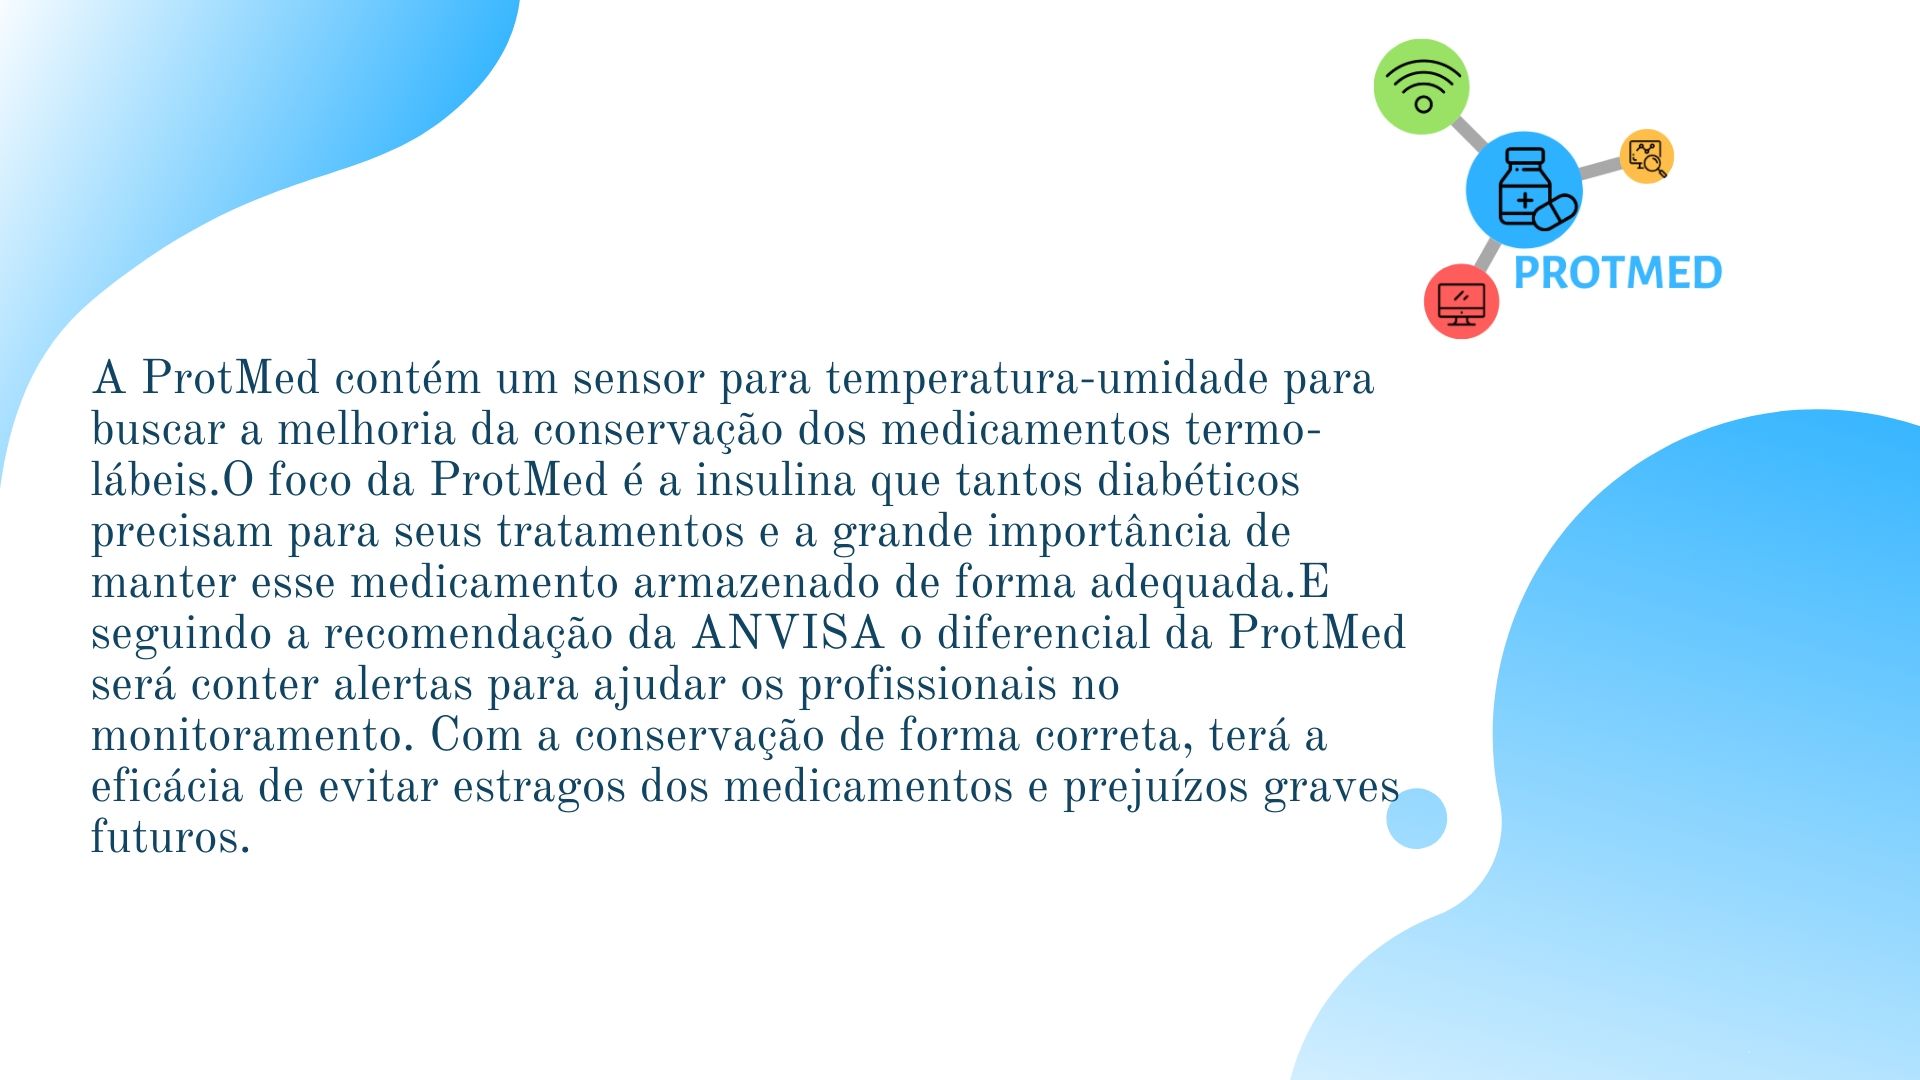 PROTMED
A ProtMed contém um sensor para temperatura-umidade para
buscar a melhoria da conservação dos medicamentos termo-
lábeis.O foco da ProtMed é a insulina que tantos diabéticos
precisam para seus tratamentos e a grande importância de
manter esse medicamento armazenado de forma adequada.E
seguindo a recomendação da ANVISA o diferencial da ProtMed
será conter alertas para ajudar os profissionais no
monitoramento. Com a conservação de forma correta, terá a
eficácia de evitar estragos dos medicamentos e prejuízos graves
futuros.